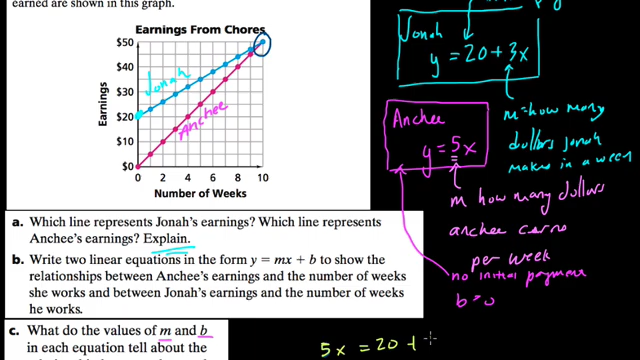 earned are shown in this graph.
Earnings From Chores
$50
$40
$30
$20
$10
$0
Earnings
0 2 4 6 8 10
Number of Weeks
Jonah
Anchee
a. Which line represents Jonah's earnings? Which line represents
Anchee's earnings? Explain.
b. Write two linear equations in the form y = mx + b to show the
relationships between Anchee's earnings and the number of weeks
she works and between Jonah's earnings and the number of weeks
he works.
c. What do the values of m and b
in each equation tell about the
Jonah
y = 20 + 3x
m = how many
dollars Jonah
makes in a week
Anchee
y = 5x
m how many dollars
anchee earns
per week
no initial payment
b = 0
5x = 20 +